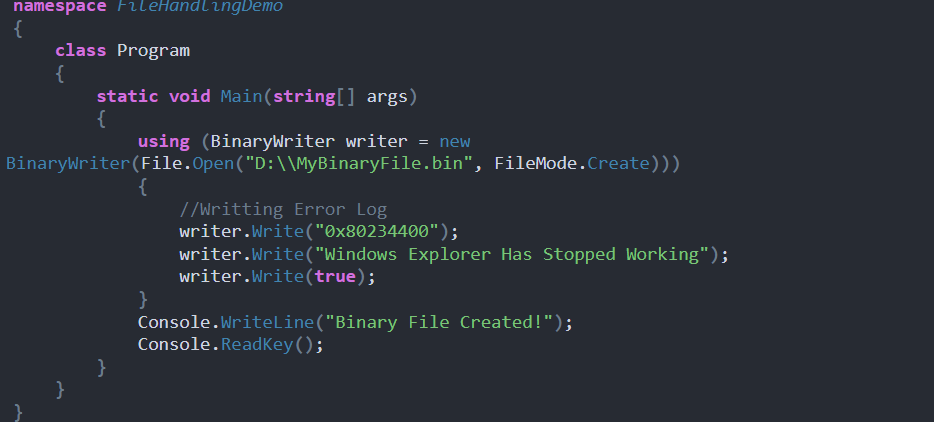 namespace FileHandlingDemo
{
    class Program
    {
        static void Main(string[] args)
        {
            using (BinaryWriter writer = new
BinaryWriter(File.Open("D:\\MyBinaryFile.bin", FileMode.Create)))
            {
                //Writting Error Log
                writer.Write("0x80234400");
                writer.Write("Windows Explorer Has Stopped Working");
                writer.Write(true);
            }
            Console.WriteLine("Binary File Created!");
            Console.ReadKey();
        }
    }
}